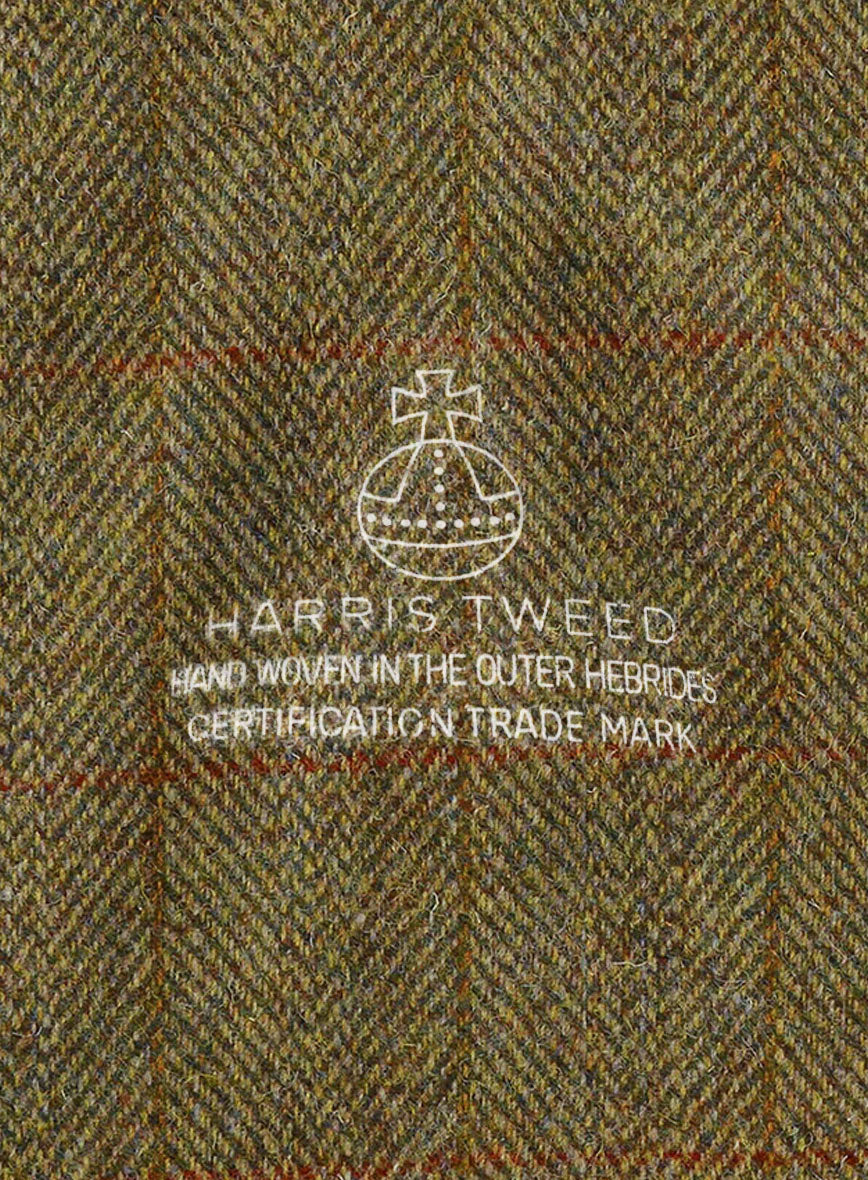 HARRIS TWEED
HAND WOVEN IN THE OUTER HEBRIDES
CERTIFICATION TRADE MARK